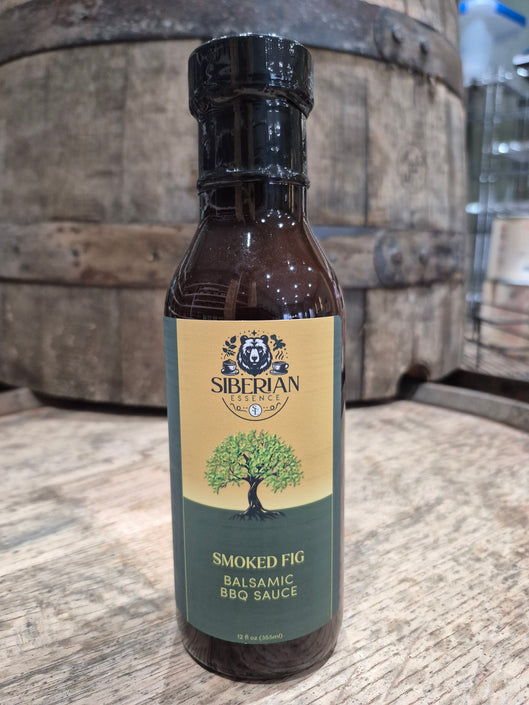 SIBERIAN
ESSENCE
SMOKED FIG
BALSAMIC
BBQ SAUCE
12 fl oz (355ml)